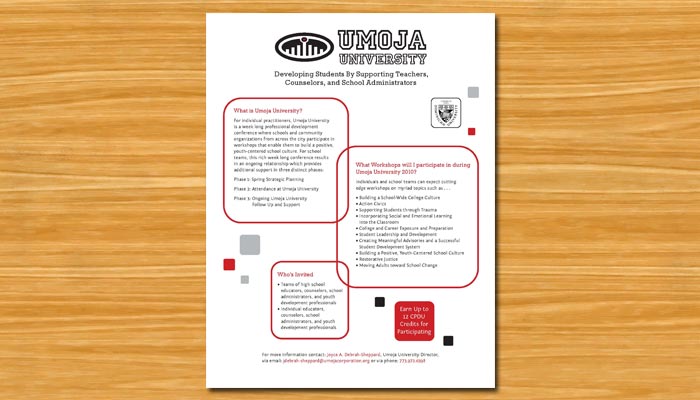 UMOJA
UNIVERSITY
Developing Students By Supporting Teachers,
Counselors, and School Administrators
What is Umoja University?
For individual practitioners, Umoja University
is a week long professional development
conference where schools and community
organizations from across the city participate in
workshops that enable them to build a positive,
youth-centered school culture. For school
teams, this rich week long conference results
in an ongoing relationship which provides
additional support in three distinct phases:
Phase 1: Spring Strategic Planning
Phase 2: Attendance at Umoja University
Phase 3: Ongoing Umoja University
Follow Up and Support
What Workshops will I participate in during
Umoja University 2010?
Individuals and school teams can expect cutting
edge workshops on myriad topics such as . . .
• Building a School-Wide College Culture
• Action Civics
• Supporting Students through Trauma
• Incorporating Social and Emotional Learning
into the Classroom
• College and Career Exposure and Preparation
• Student Leadership and Development
• Creating Meaningful Advisories and a Successful
Student Development System
• Building a Positive, Youth-Centered School Culture
• Restorative Justice
• Moving Adults toward School Change
Who's Invited
• Teams of high school
educators, counselors, school
administrators, and youth
development professionals
• Individual educators,
counselors, school
administrators, and youth
development professionals
Earn Up to
12 CPDU
Credits for
Participating
For more information contact: Joyce A. Debrah-Sheppard, Umoja University Director,
via email: jdebrah-sheppard@umojacorporation.org or via phone: